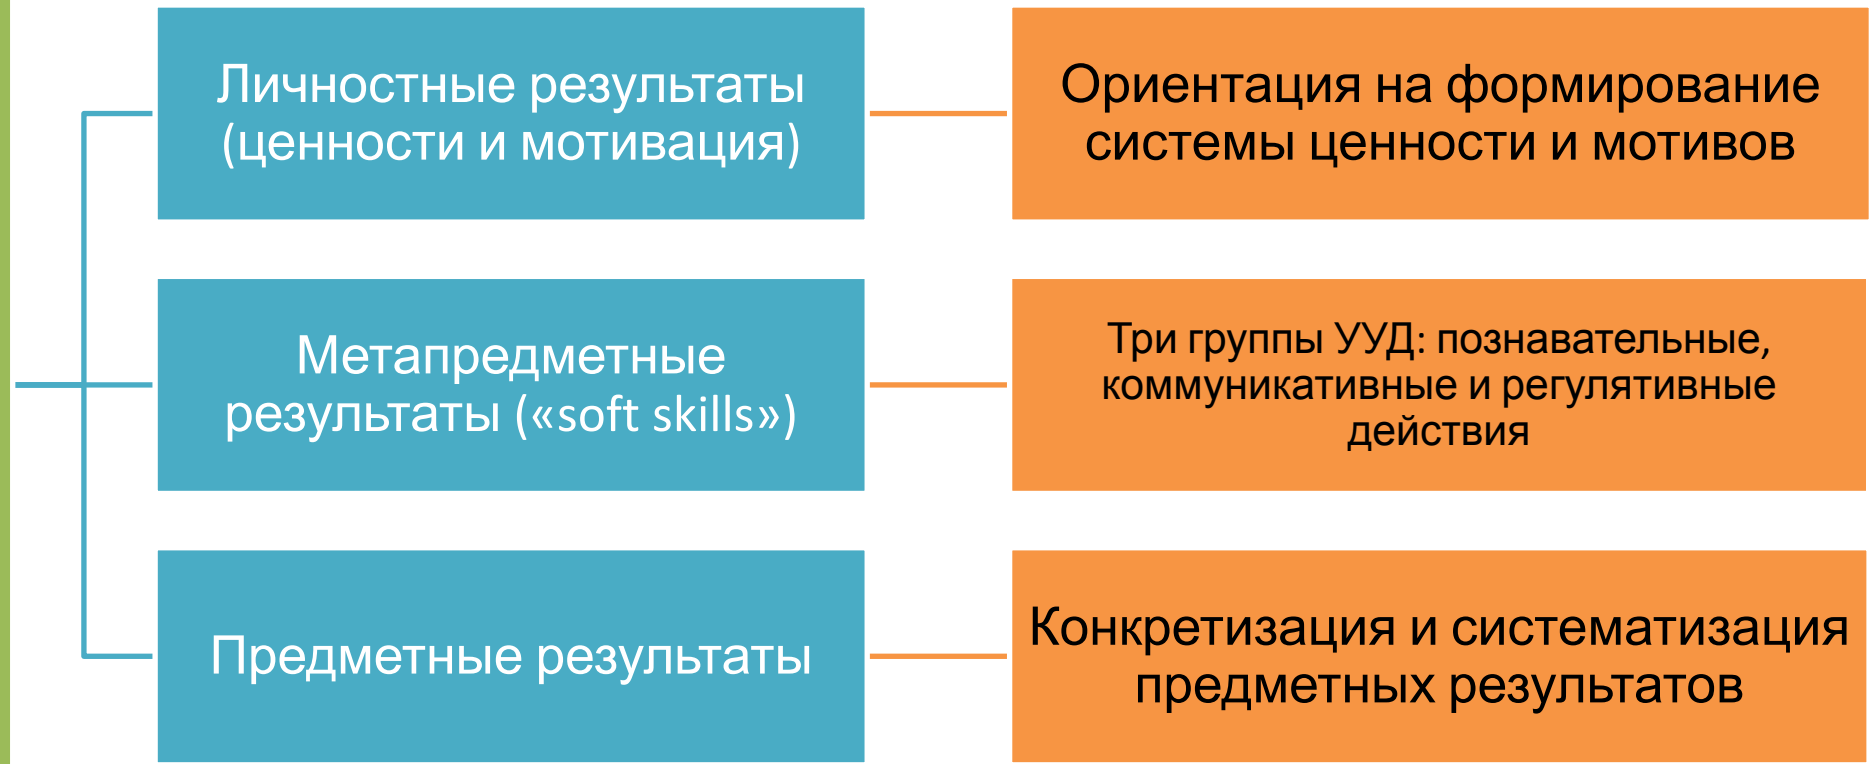 Личностные результаты
(ценности и мотивация)
Ориентация на формирование
системы ценности и мотивов
Метапредметные
результаты («soft skills»)
Три группы УУД: познавательные,
коммуникативные и регулятивные
действия
Предметные результаты
Конкретизация и систематизация
предметных результатов